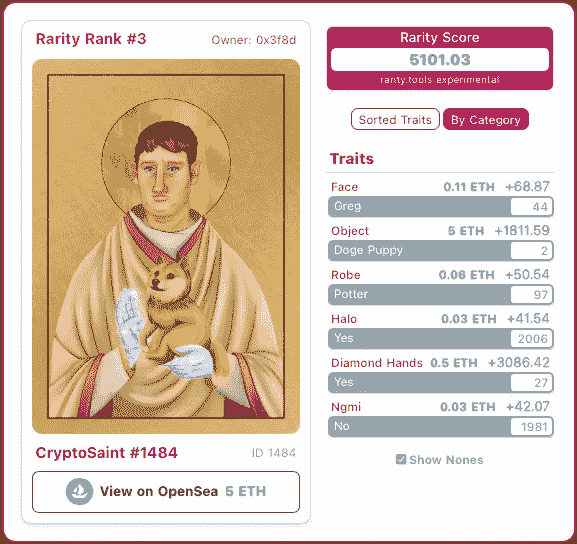 Rarity Rank #3
Owner: 0x3f8d
CryptoSaint #1484
ID 1484
View on OpenSea 5 ETH
Rarity Score
5101.03
rarity.tools experimental
Sorted Traits
By Category
Traits
Face 0.11 ETH +68.87
Greg 44
Object 5 ETH +1811.59
Doge Puppy 2
Robe 0.06 ETH +50.54
Potter 97
Halo 0.03 ETH +41.54
Yes 2006
Diamond Hands 0.5 ETH +3086.42
Yes 27
Ngmi 0.03 ETH +42.07
No 1981
Show Nones